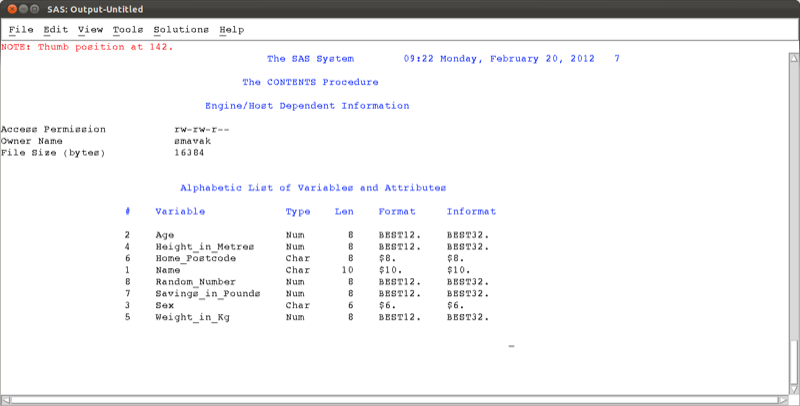 SAS: Output-Untitled
File Edit View Tools Solutions Help
NOTE: Thumb position at 142.
The SAS System 09:22 Monday, February 20, 2012 7
The CONTENTS Procedure
Engine/Host Dependent Information
Access Permission rw-rw-r--
Owner Name smavak
File Size (bytes) 16384
Alphabetic List of Variables and Attributes
# Variable Type Len Format Informat
2 Age Num 8 BEST12. BEST32.
4 Height_in_Metres Num 8 BEST12. BEST32.
6 Home_Postcode Char 8 $8. $8.
1 Name Char 10 $10. $10.
8 Random_Number Num 8 BEST12. BEST32.
7 Savings_in_Pounds Num 8 BEST12. BEST32.
3 Sex Char 6 $6. $6.
5 Weight_in_Kg Num 8 BEST12. BEST32.